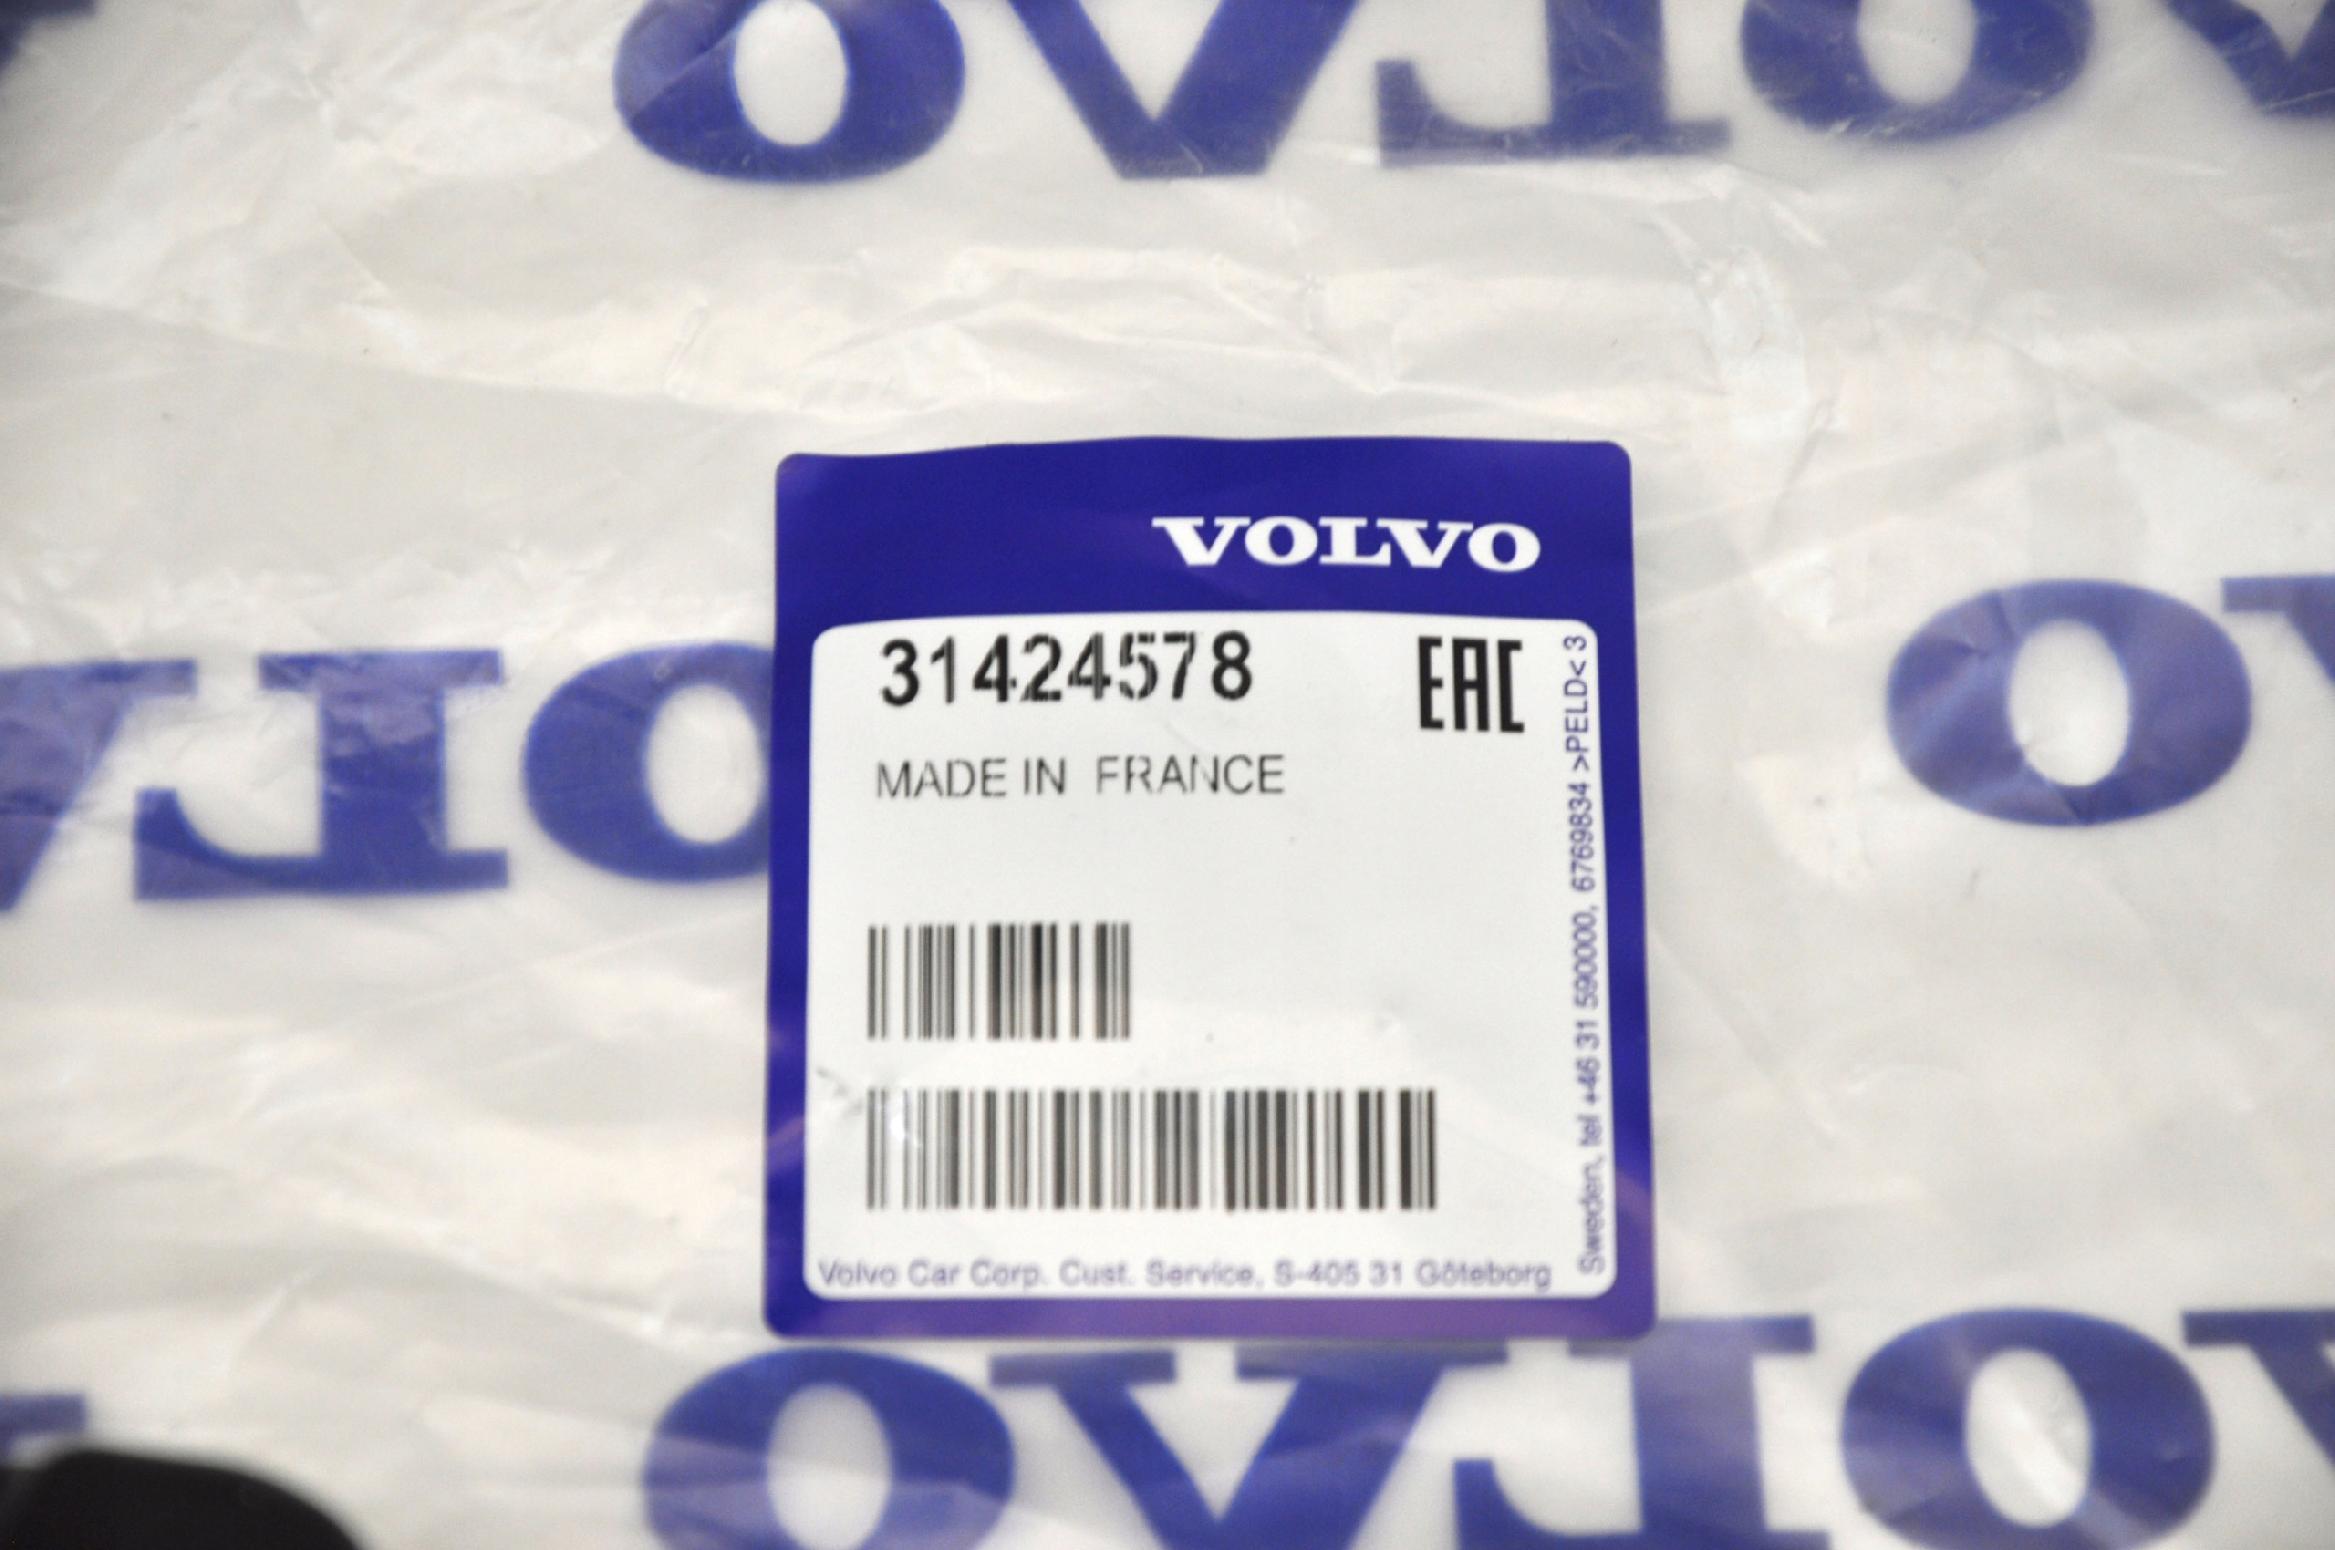 VOLVO
31424578
EAC
MADE IN FRANCE
Volvo Car Corp. Cust. Service, S-405 31 Göteborg
Sweden, tel +46 31 590000, 6769834 >PELD< 3